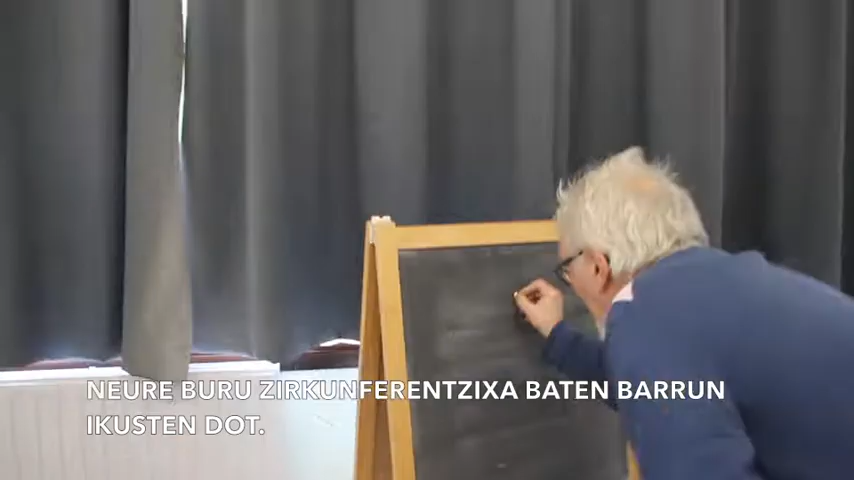 NEURE BURU ZIRKUNFERENTZIXA BATEN BARRUN
IKUSTEN DOT.